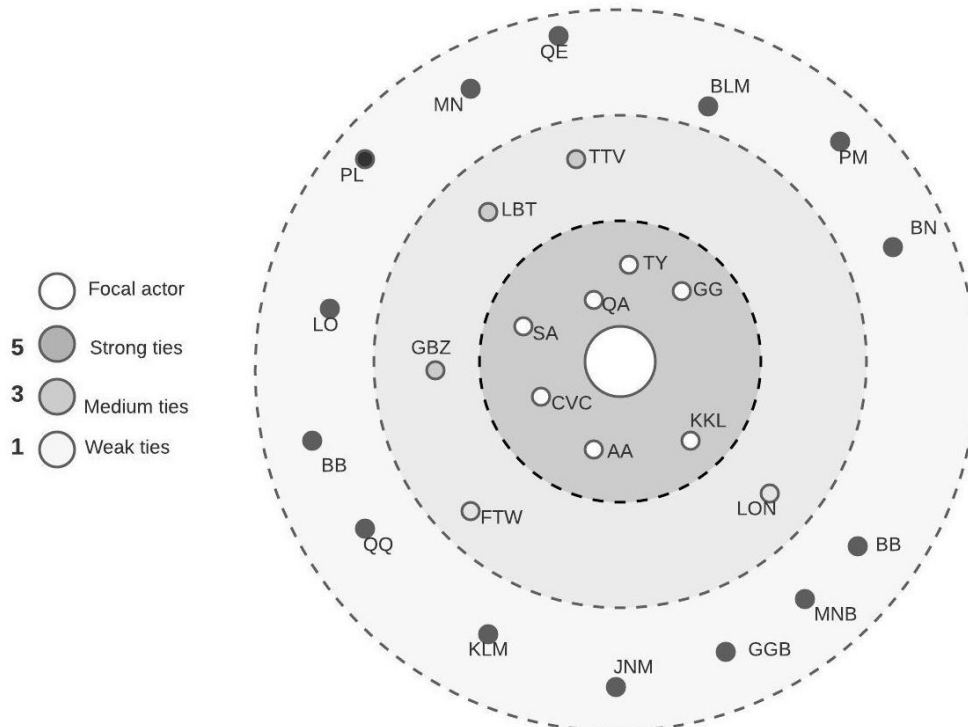 QE
MN
BLM
PM
PL
TTV
LBT
BN
TY
GG
QA
SA
Focal actor
LO
5 Strong ties
GBZ
3 Medium ties
CVC
KKL
1 Weak ties
AA
BB
LON
FTW
QQ
BB
MNB
KLM
GGB
JNM